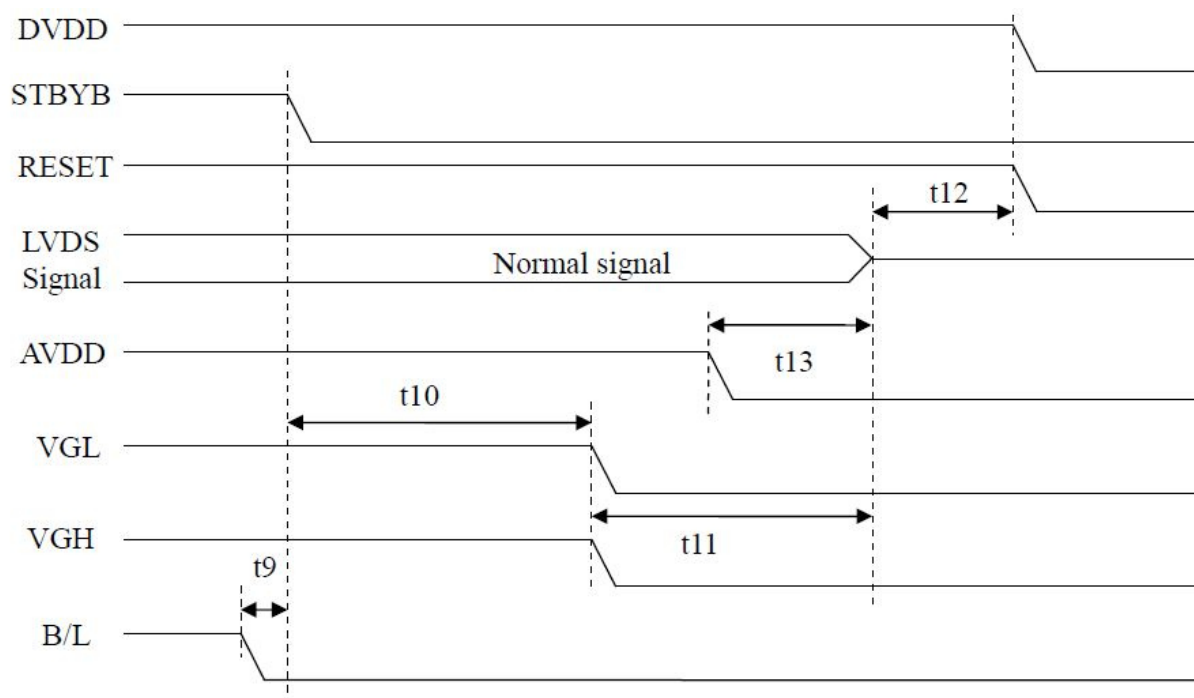 DVDD
STBYB
RESET
t12
LVDS
Signal
Normal signal
AVDD
t13
t10
VGL
VGH
t11
t9
B/L